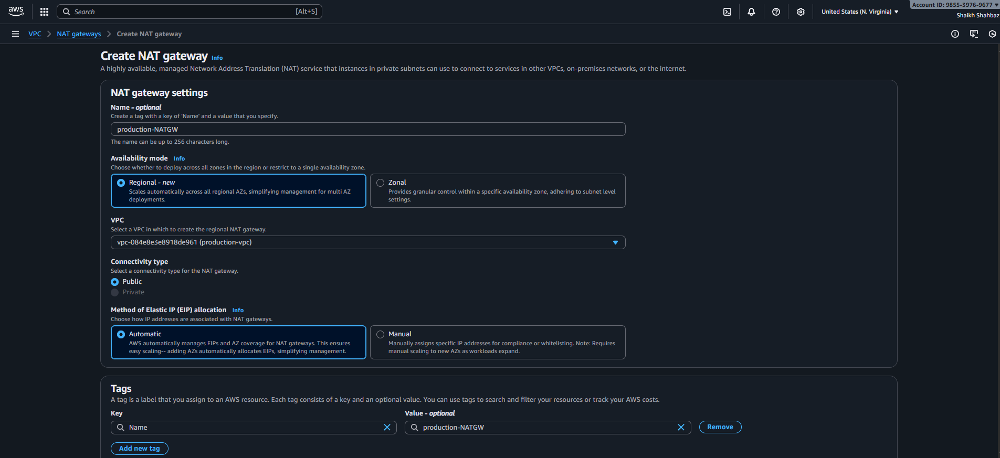 aws
Search [Alt+S]
United States (N. Virginia)
Account ID: 9855-3976-9677
Shaikh Shahbaz
VPC
NAT gateways
Create NAT gateway
Create NAT gateway Info
A highly available, managed Network Address Translation (NAT) service that instances in private subnets can use to connect to services in other VPCs, on-premises networks, or the internet.
NAT gateway settings
Name - optional
Create a tag with a key of 'Name' and a value that you specify.
production-NATGW
The name can be up to 256 characters long.
Availability mode Info
Choose whether to deploy across all zones in the region or restrict to a single availability zone.
Regional - new
Scales automatically across all regional AZs, simplifying management for multi AZ
deployments.
Zonal
Provides granular control within a specific availability zone, adhering to subnet level
settings.
VPC
Select a VPC in which to create the regional NAT gateway.
vpc-084e8e3e8918de961 (production-vpc)
Connectivity type
Select a connectivity type for the NAT gateway.
Public
Private
Method of Elastic IP (EIP) allocation Info
Choose how IP addresses are associated with NAT gateways.
Automatic
AWS automatically manages EIPs and AZ coverage for NAT gateways. This ensures
easy scaling-- adding AZs automatically allocates EIPs, simplifying management.
Manual
Manually assigns specific IP addresses for compliance or whitelisting. Note: Requires
manual scaling to new AZs as workloads expand.
Tags
A tag is a label that you assign to an AWS resource. Each tag consists of a key and an optional value. You can use tags to search and filter your resources or track your AWS costs.
Key
Value - optional
Name
production-NATGW
Remove
Add new tag